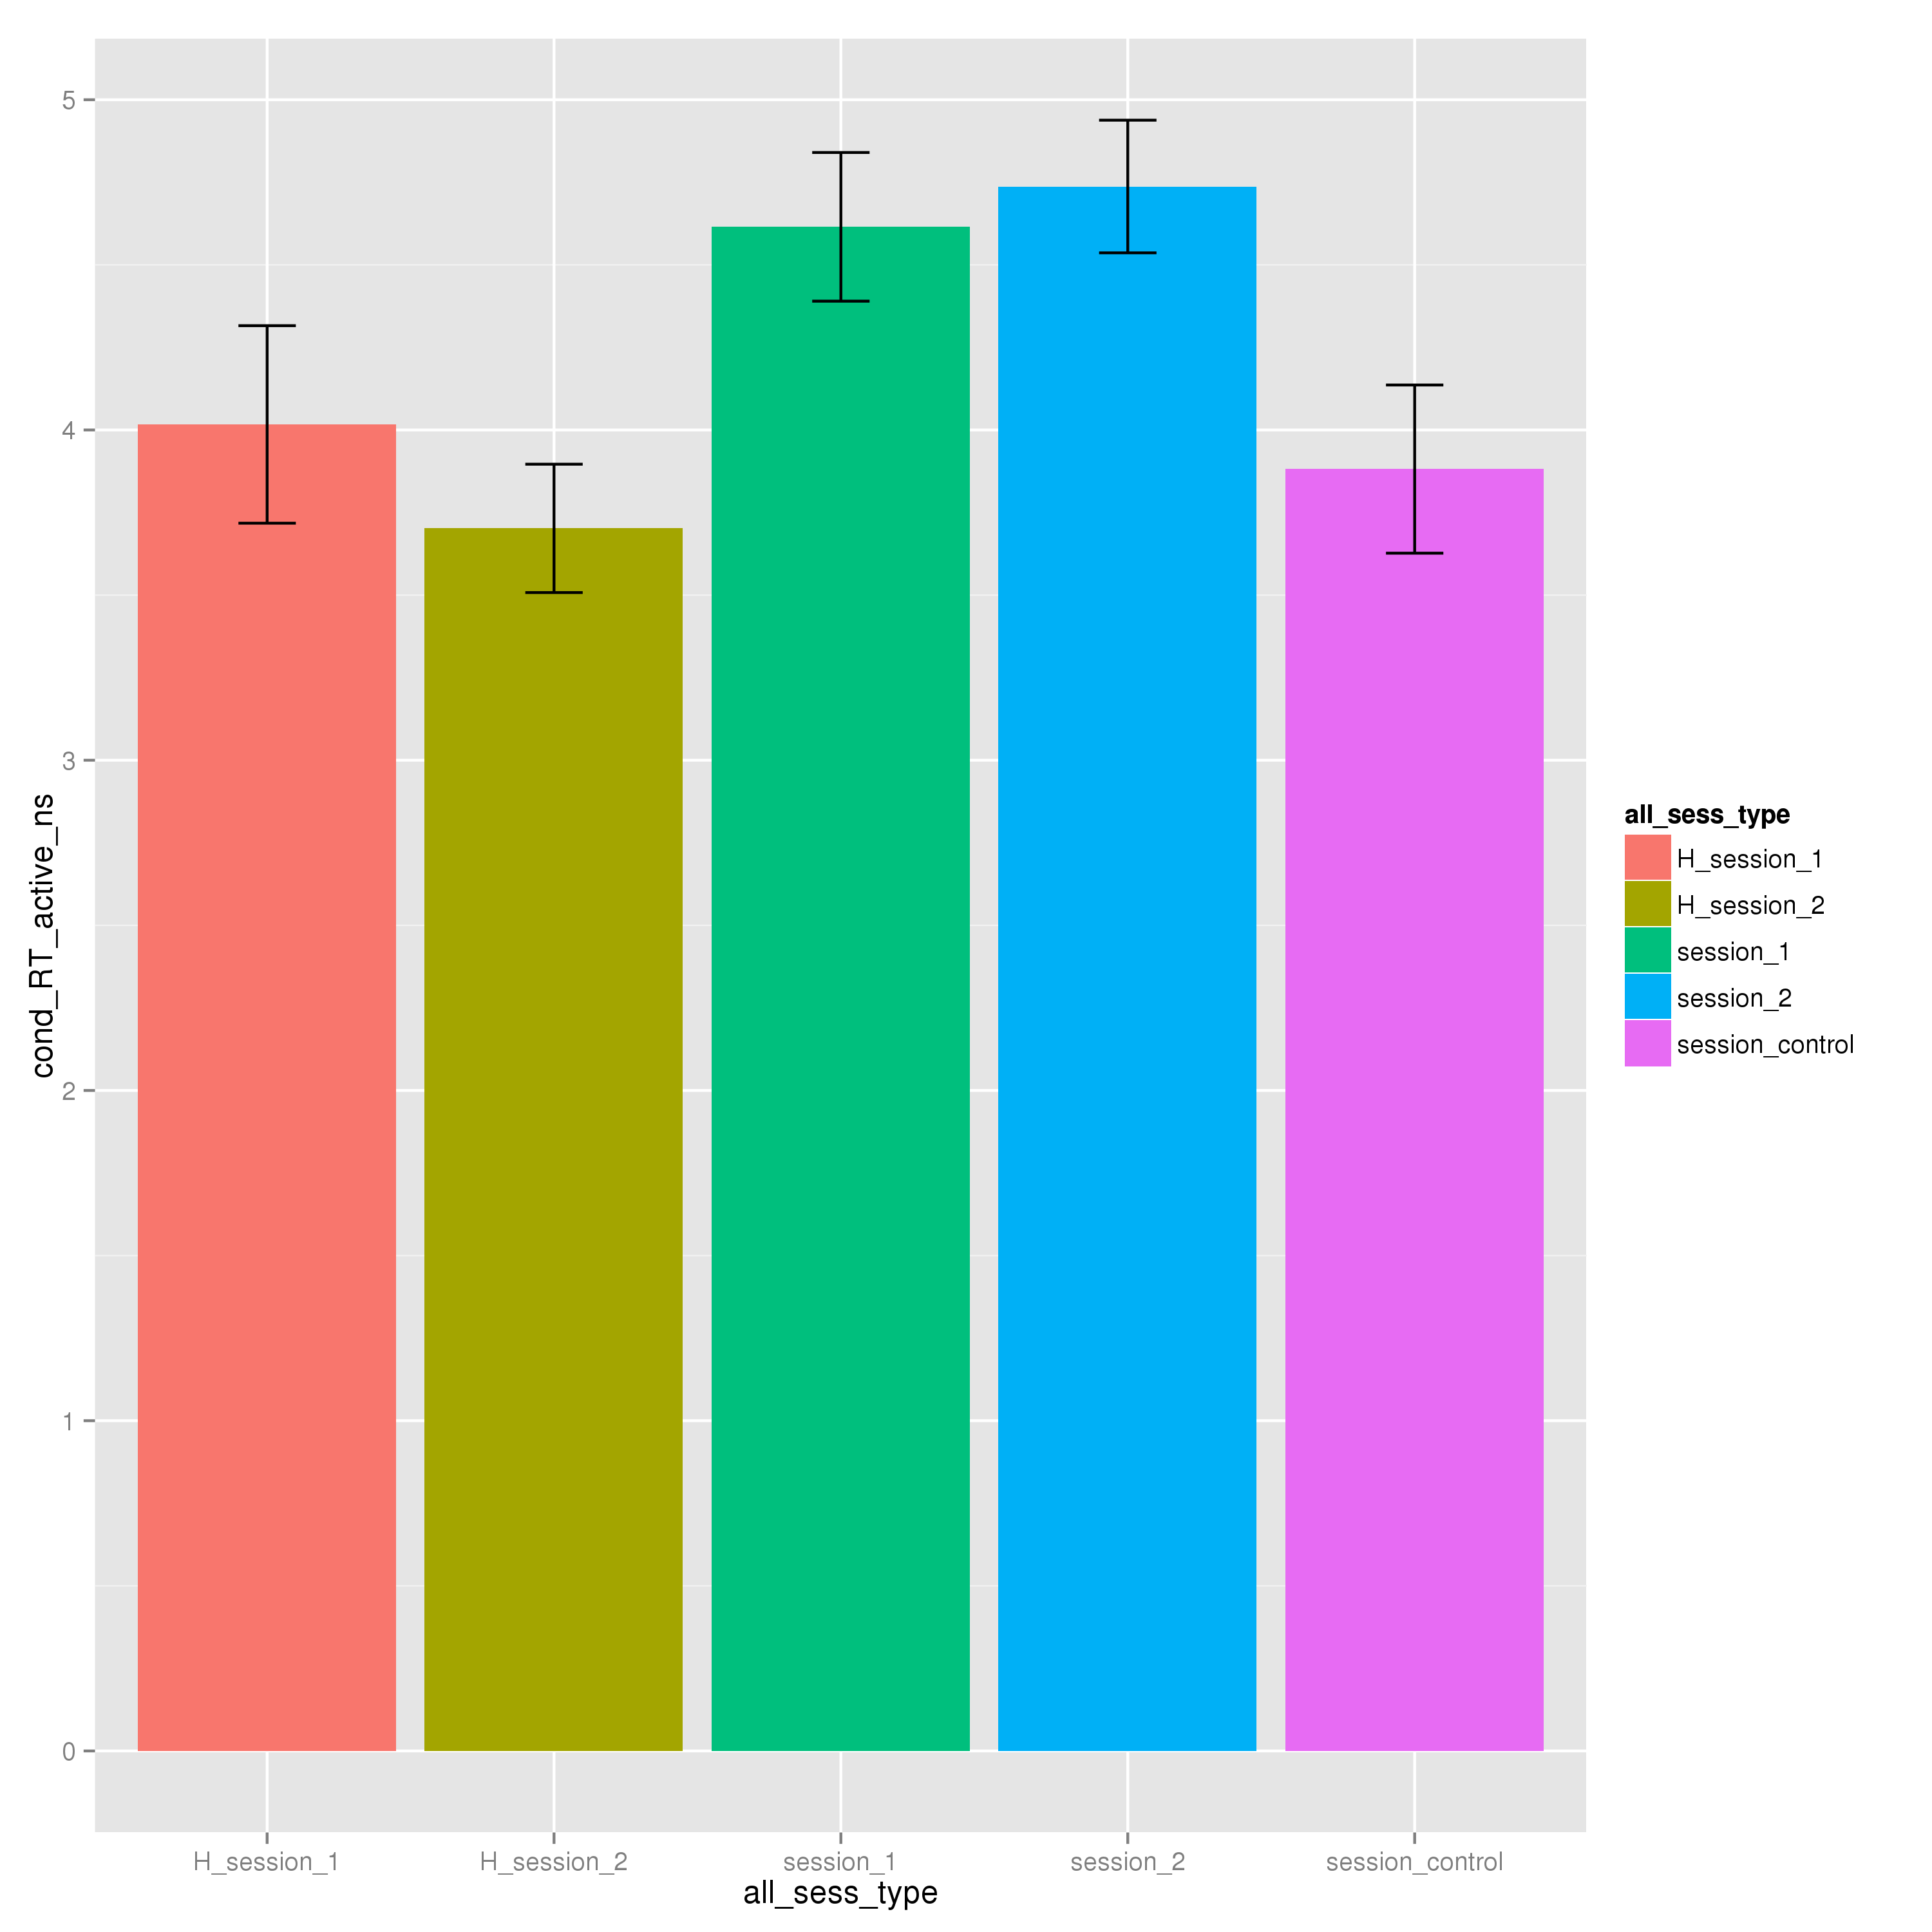 cond_RT_active_ns
5
4
3
2
1
0
H_session_1
H_session_2
session_1
session_2
session_control
all_sess_type
all_sess_type
H_session_1
H_session_2
session_1
session_2
session_control